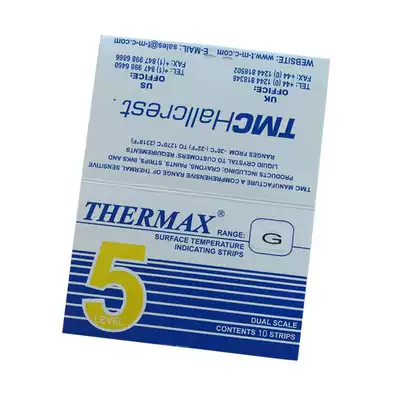 THERMAX®
RANGE: G
SURFACE TEMPERATURE
INDICATING STRIPS
5
LEVEL
DUAL SCALE
CONTENTS 10 STRIPS
TMC MANUFACTURE A COMPREHENSIVE RANGE OF THERMAL SENSITIVE
PRODUCTS INCLUDING; CRAYONS, PAINTS, STRIPS, INKS AND
LIQUID CRYSTAL TO CUSTOMERS' REQUIREMENTS
RANGES FROM -30°C (-22°F) TO 1270°C (2318°F)
TMCHallcrest
UK
OFFICE:
TEL: +44 (0) 1244 818348
FAX: +44 (0) 1244 818502
US
OFFICE:
TEL: +(1) 847 998 6460
FAX: +(1) 847 998 6866
WEBSITE: www.t-m-c.com E-MAIL: sales@t-m-c.com